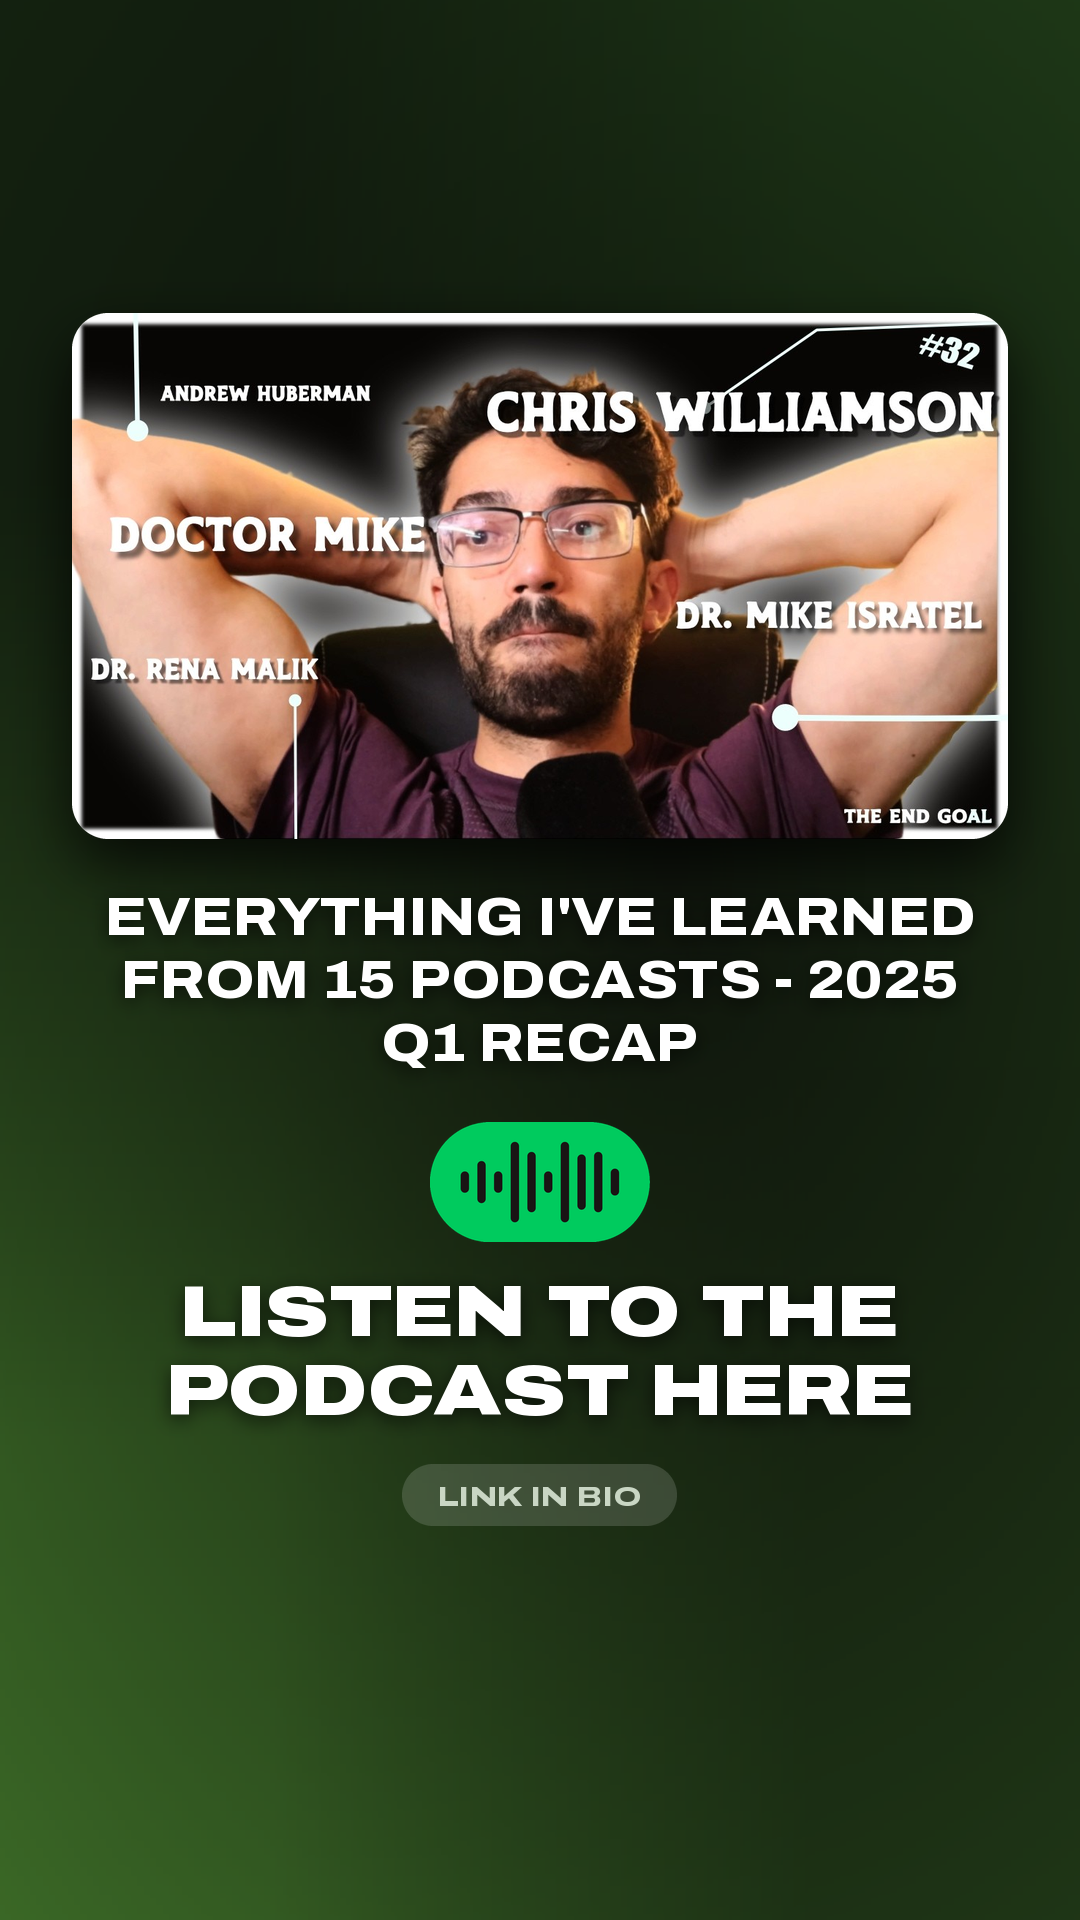 #32
ANDREW HUBERMAN
CHRIS WILLIAMSON
DOCTOR MIKE
DR. MIKE ISRATEL
DR. RENA MALIK
THE END GOAL
EVERYTHING I'VE LEARNED
FROM 15 PODCASTS - 2025
Q1 RECAP
LISTEN TO THE
PODCAST HERE
LINK IN BIO